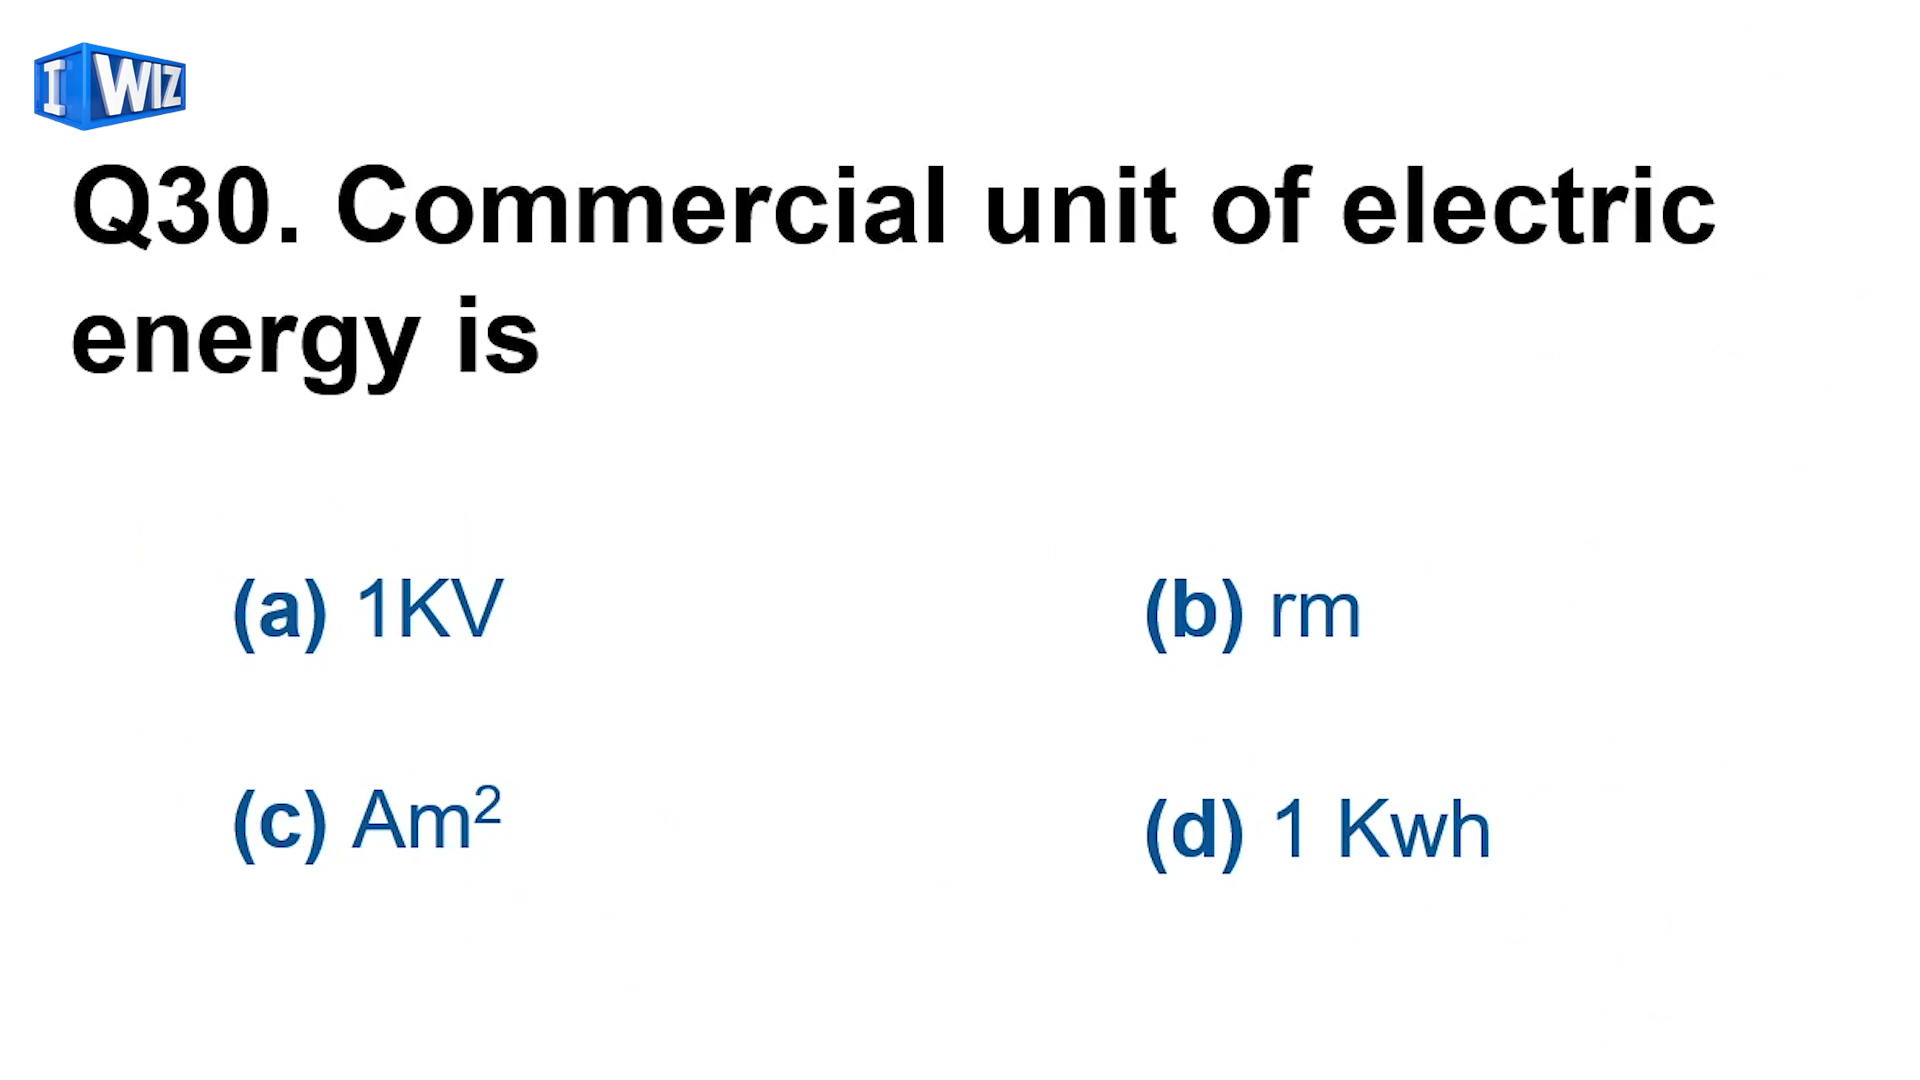 I WIZ
Q30. Commercial unit of electric
energy is
(a) 1KV
(b) rm
(c) Am²
(d) 1 Kwh